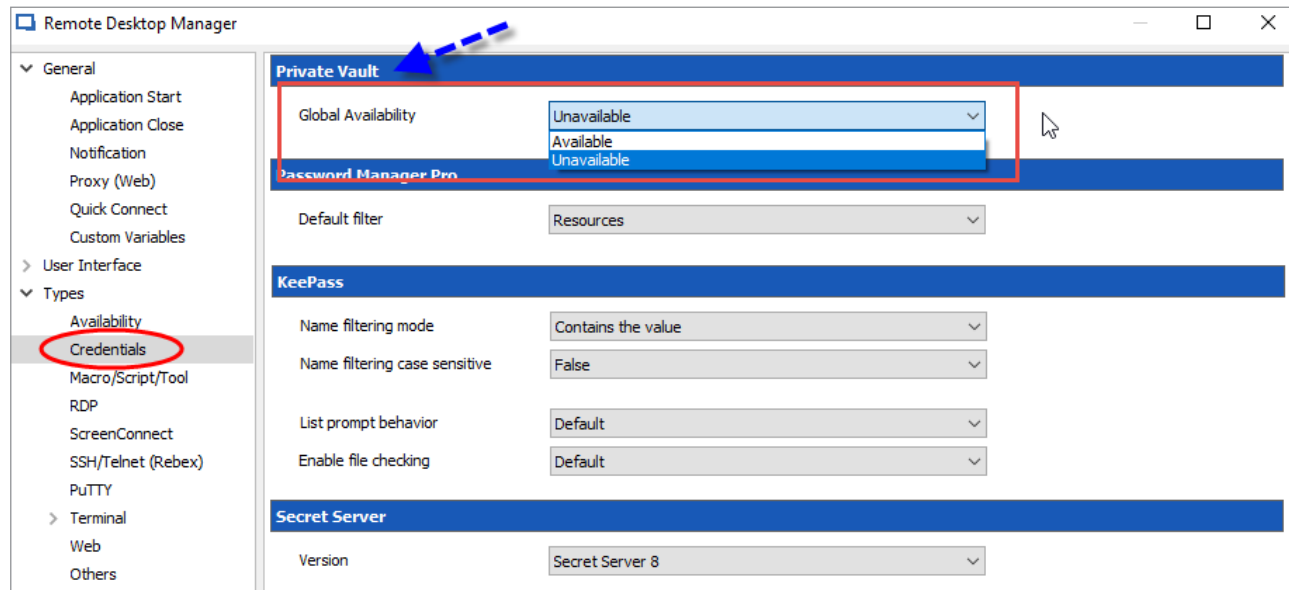 Remote Desktop Manager
General
Application Start
Application Close
Notification
Proxy (Web)
Quick Connect
Custom Variables
User Interface
Types
Availability
Credentials
Macro/Script/Tool
RDP
ScreenConnect
SSH/Telnet (Rebex)
PuTTY
Terminal
Web
Others
Private Vault
Global Availability Unavailable
Available
Unavailable
Password Manager Pro
Default filter Resources
KeePass
Name filtering mode Contains the value
Name filtering case sensitive False
List prompt behavior Default
Enable file checking Default
Secret Server
Version Secret Server 8